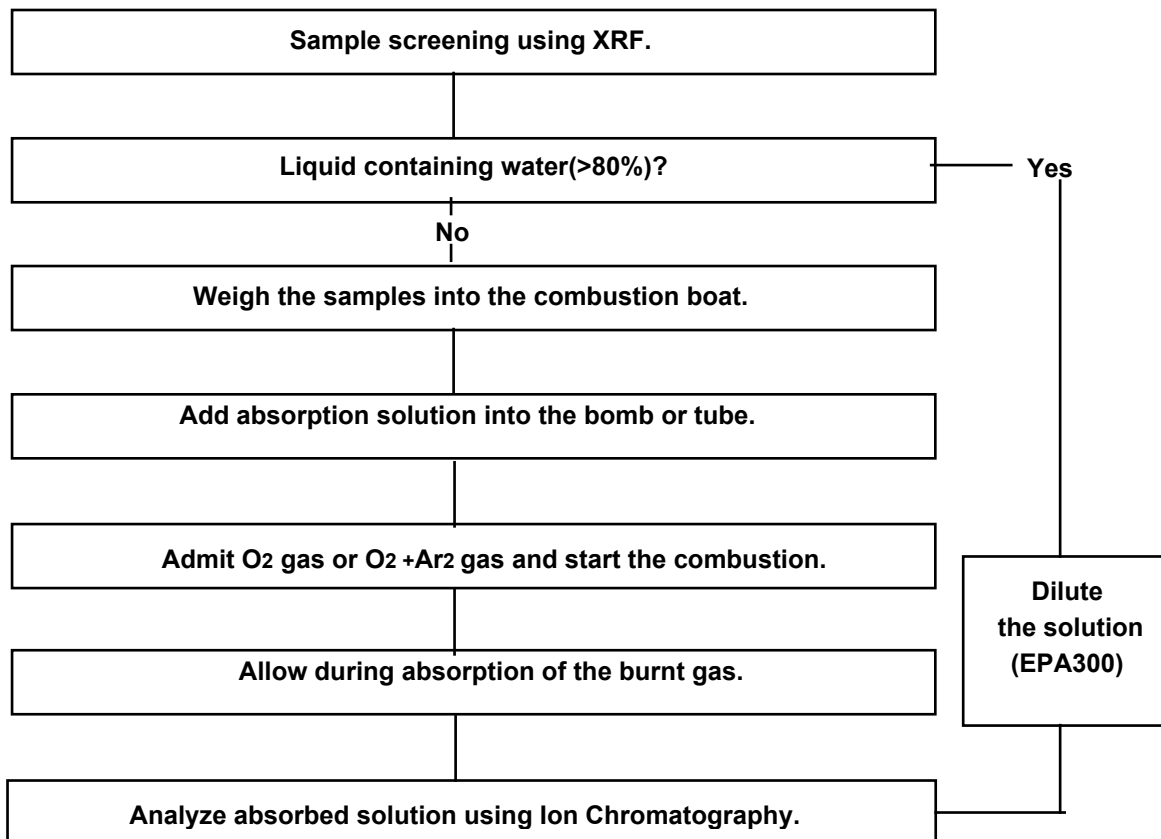 Sample screening using XRF.
Liquid containing water(>80%)?
Yes
No
Weigh the samples into the combustion boat.
Add absorption solution into the bomb or tube.
Admit O2 gas or O2 +Ar2 gas and start the combustion.
Dilute
the solution
(EPA300)
Allow during absorption of the burnt gas.
Analyze absorbed solution using Ion Chromatography.